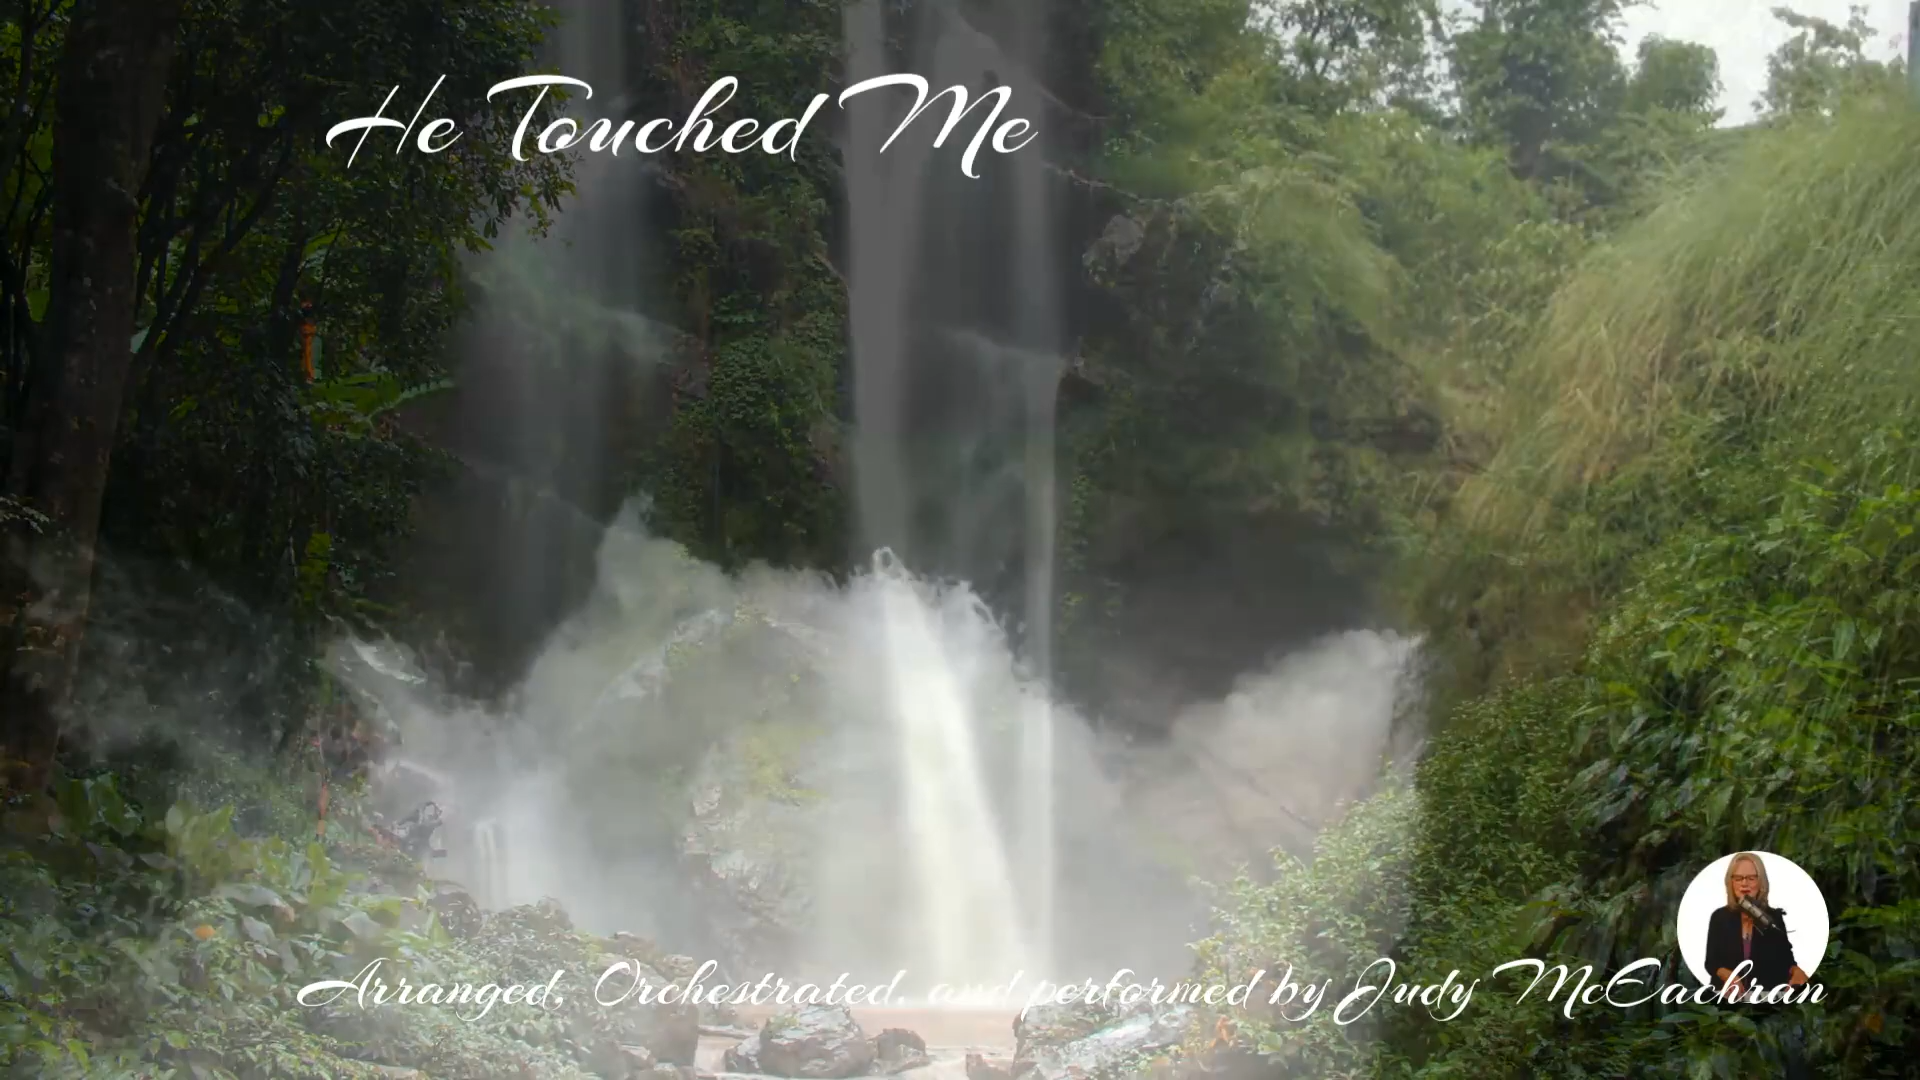 He Touched Me
Arranged, Orchestrated, and performed by Judy McEachran